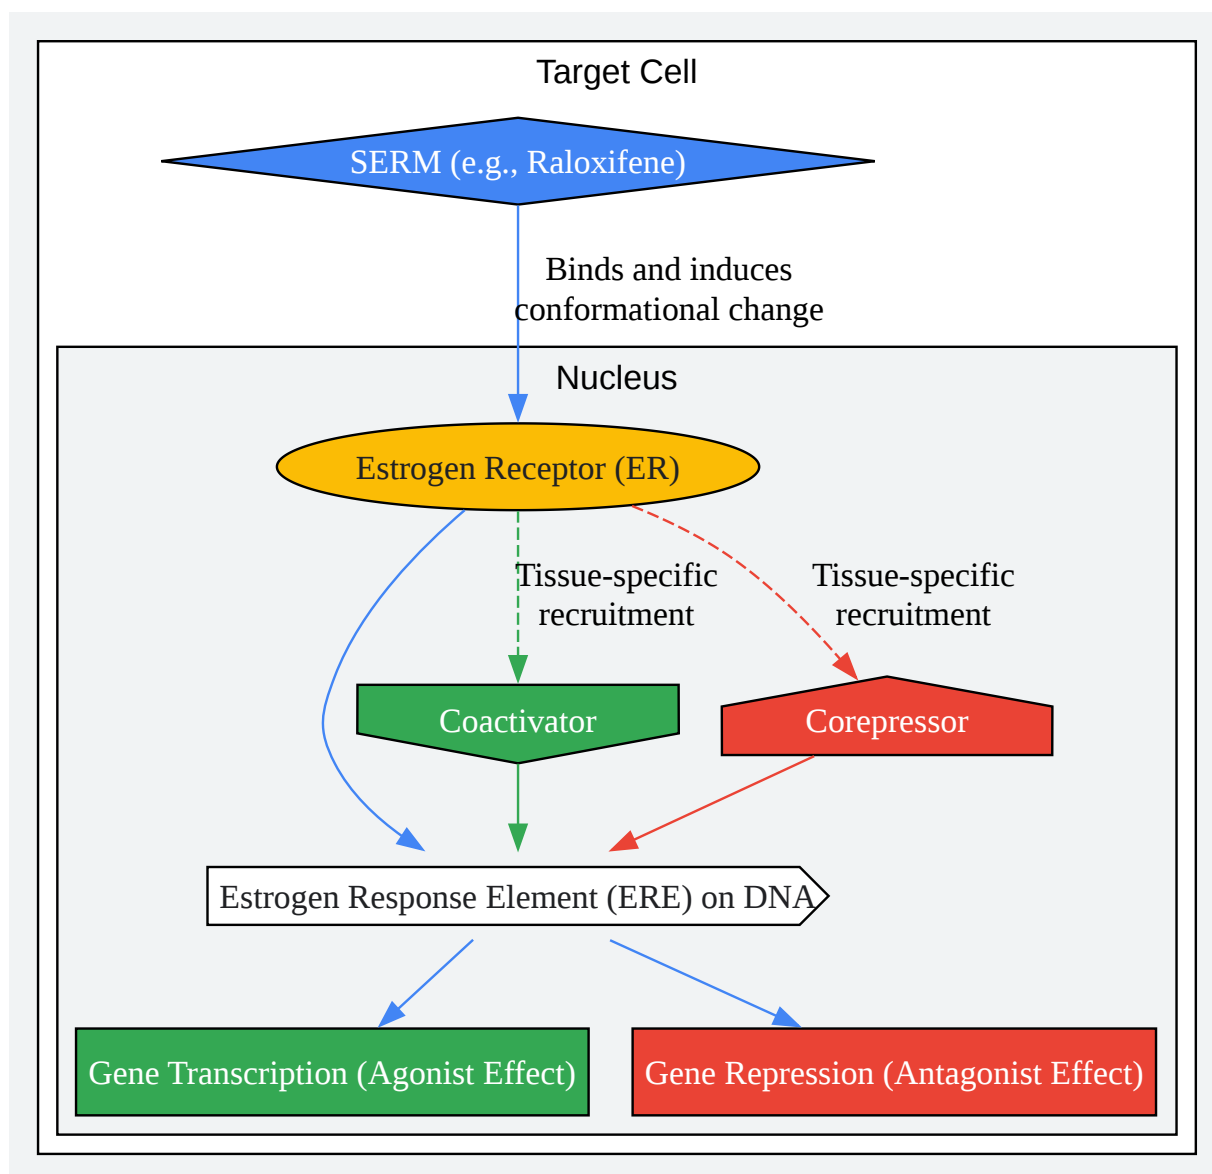 Target Cell
SERM (e.g., Raloxifene)
Binds and induces
conformational change
Nucleus
Estrogen Receptor (ER)
Tissue-specific
recruitment
Tissue-specific
recruitment
Coactivator
Corepressor
Estrogen Response Element (ERE) on DNA
Gene Transcription (Agonist Effect)
Gene Repression (Antagonist Effect)